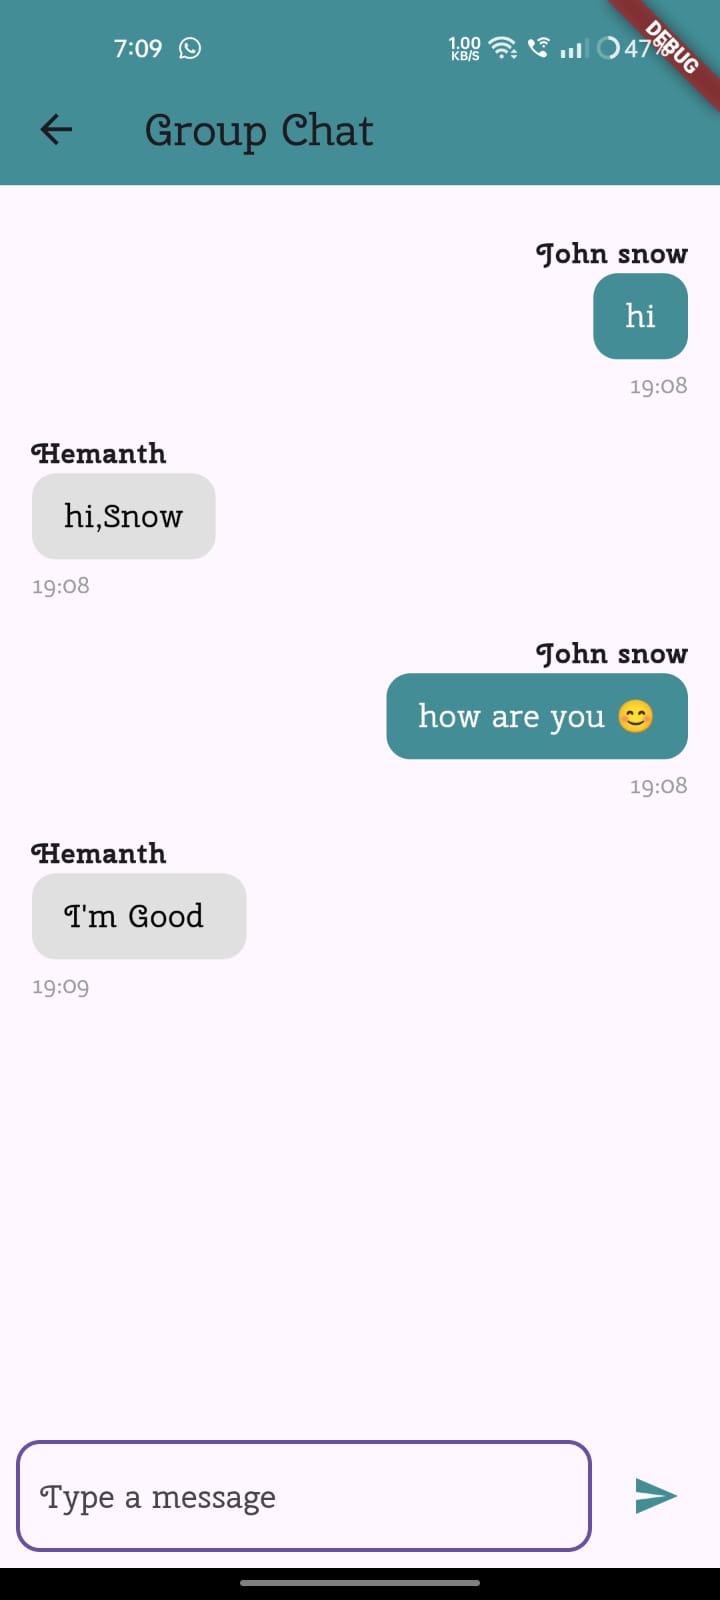 7:09
1.00
KB/S
47%
DEBUG
Group Chat
John snow
hi
19:08
Hemanth
hi,Snow
19:08
John snow
how are you 😊
19:08
Hemanth
I'm Good
19:09
Type a message